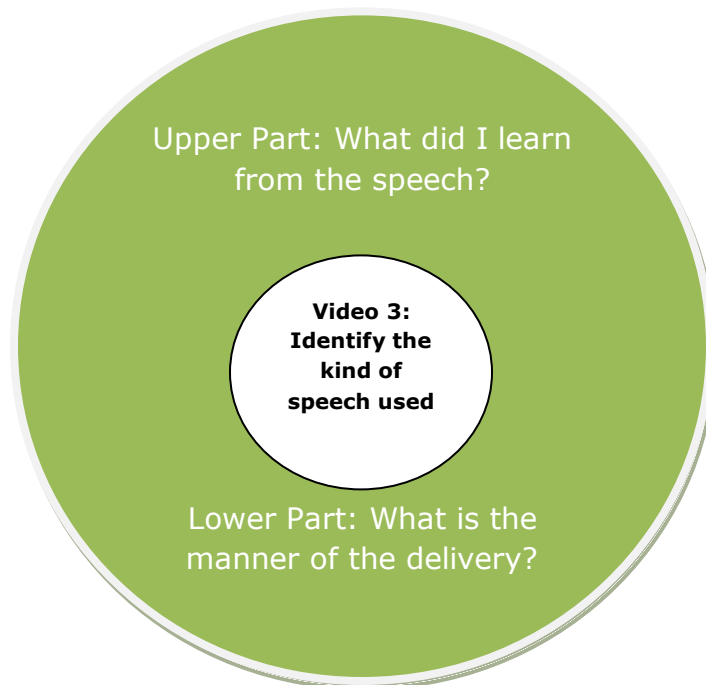 Upper Part: What did I learn
from the speech?
Video 3:
Identify the
kind of
speech used
Lower Part: What is the
manner of the delivery?